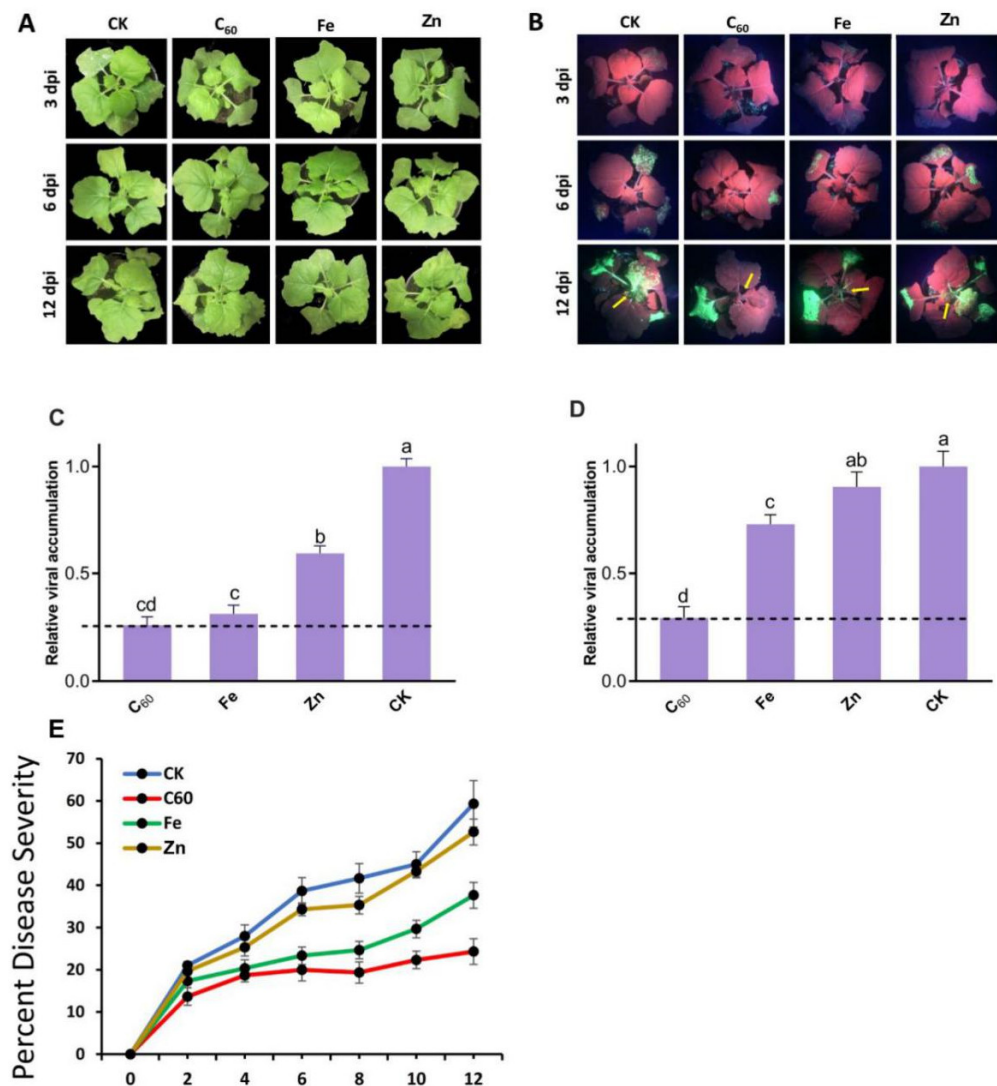 A
CK
C₆₀
Fe
Zn
3 dpi
6 dpi
12 dpi
B
CK
C₆₀
Fe
Zn
3 dpi
6 dpi
12 dpi
C
Relative viral accumulation
1.0
0.5
0.0
cd
c
b
a
C₆₀
Fe
Zn
CK
D
Relative viral accumulation
1.0
0.5
0.0
d
c
ab
a
C₆₀
Fe
Zn
CK
E
Percent Disease Severity
70
60
50
40
30
20
10
0
CK
C60
Fe
Zn
0 2 4 6 8 10 12